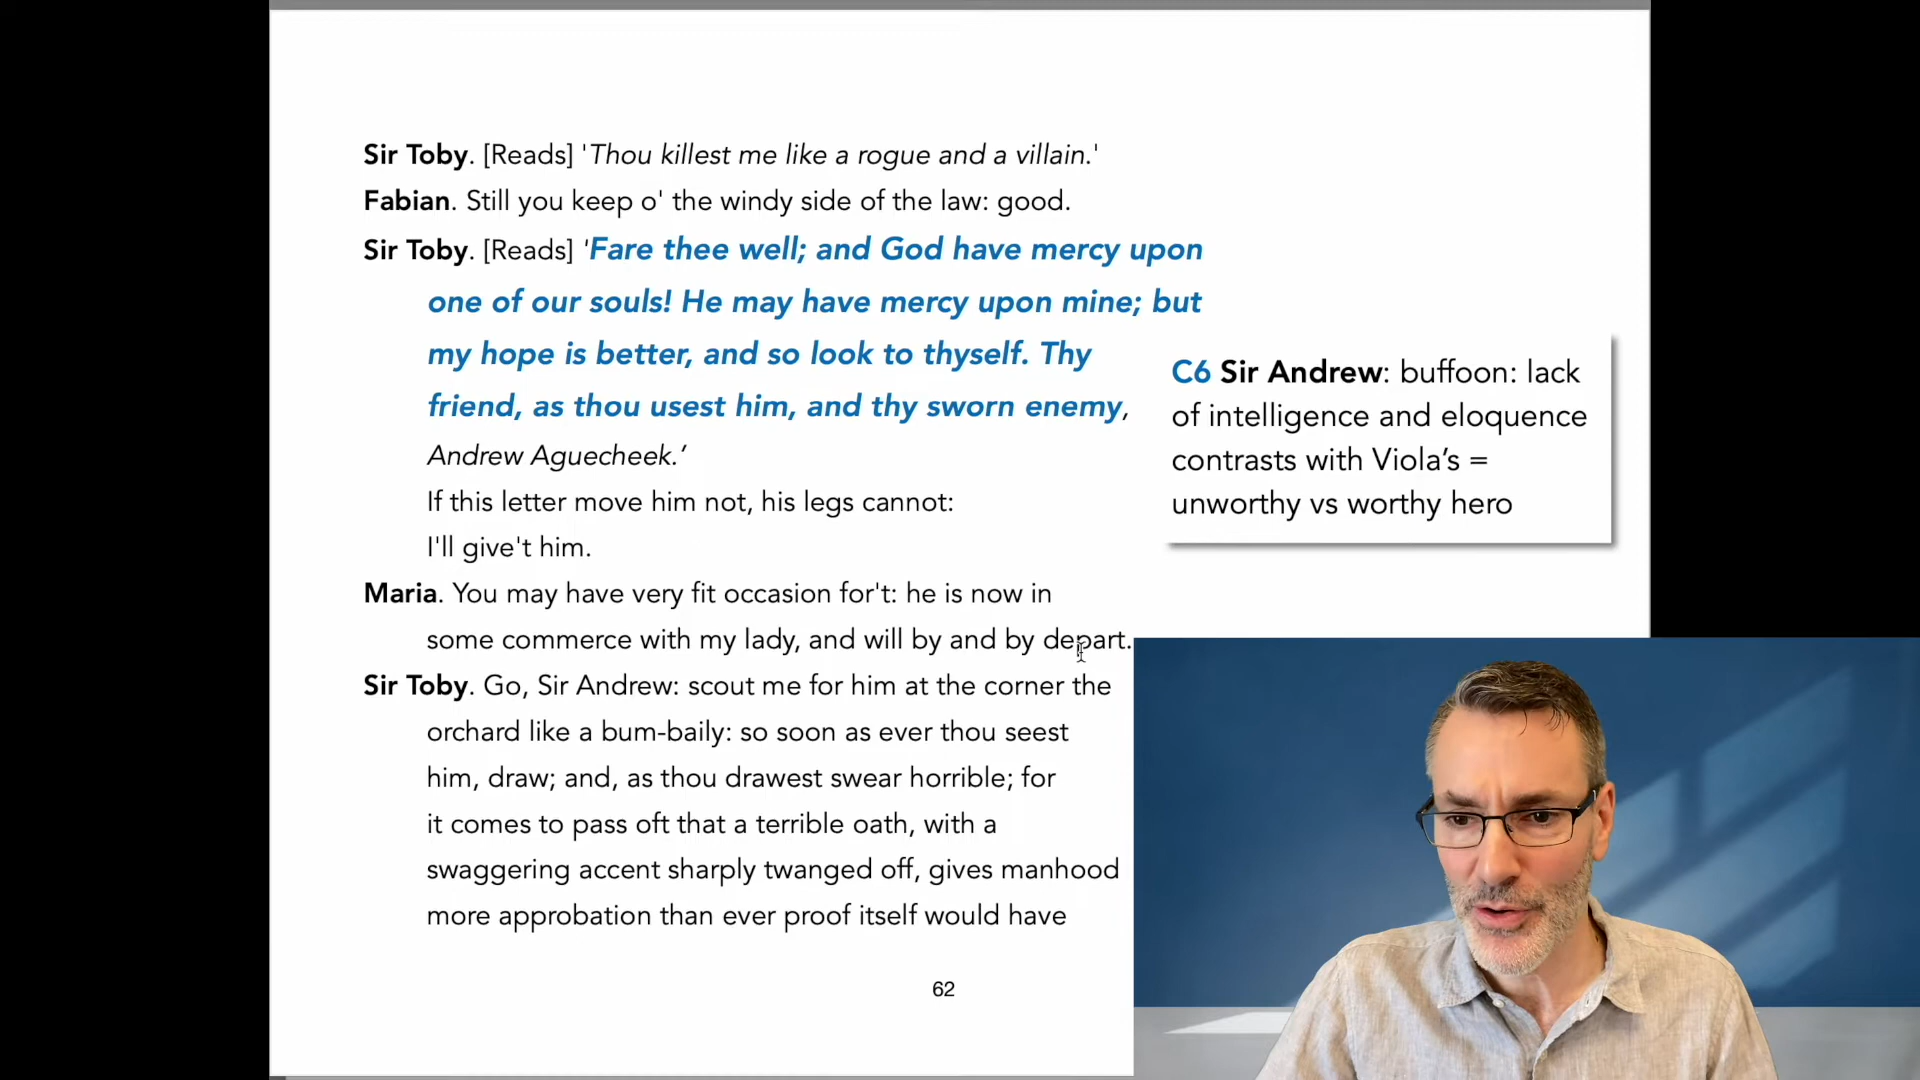 Sir Toby. [Reads] 'Thou killest me like a rogue and a villain.'
Fabian. Still you keep o' the windy side of the law: good.
Sir Toby. [Reads] 'Fare thee well; and God have mercy upon
one of our souls! He may have mercy upon mine; but
my hope is better, and so look to thyself. Thy
friend, as thou usest him, and thy sworn enemy,
Andrew Aguecheek.’
If this letter move him not, his legs cannot:
I'll give't him.
Maria. You may have very fit occasion for't: he is now in
some commerce with my lady, and will by and by depart.
Sir Toby. Go, Sir Andrew: scout me for him at the corner the
orchard like a bum-baily: so soon as ever thou seest
him, draw; and, as thou drawest swear horrible; for
it comes to pass oft that a terrible oath, with a
swaggering accent sharply twanged off, gives manhood
more approbation than ever proof itself would have
62
C6 Sir Andrew: buffoon: lack
of intelligence and eloquence
contrasts with Viola’s =
unworthy vs worthy hero